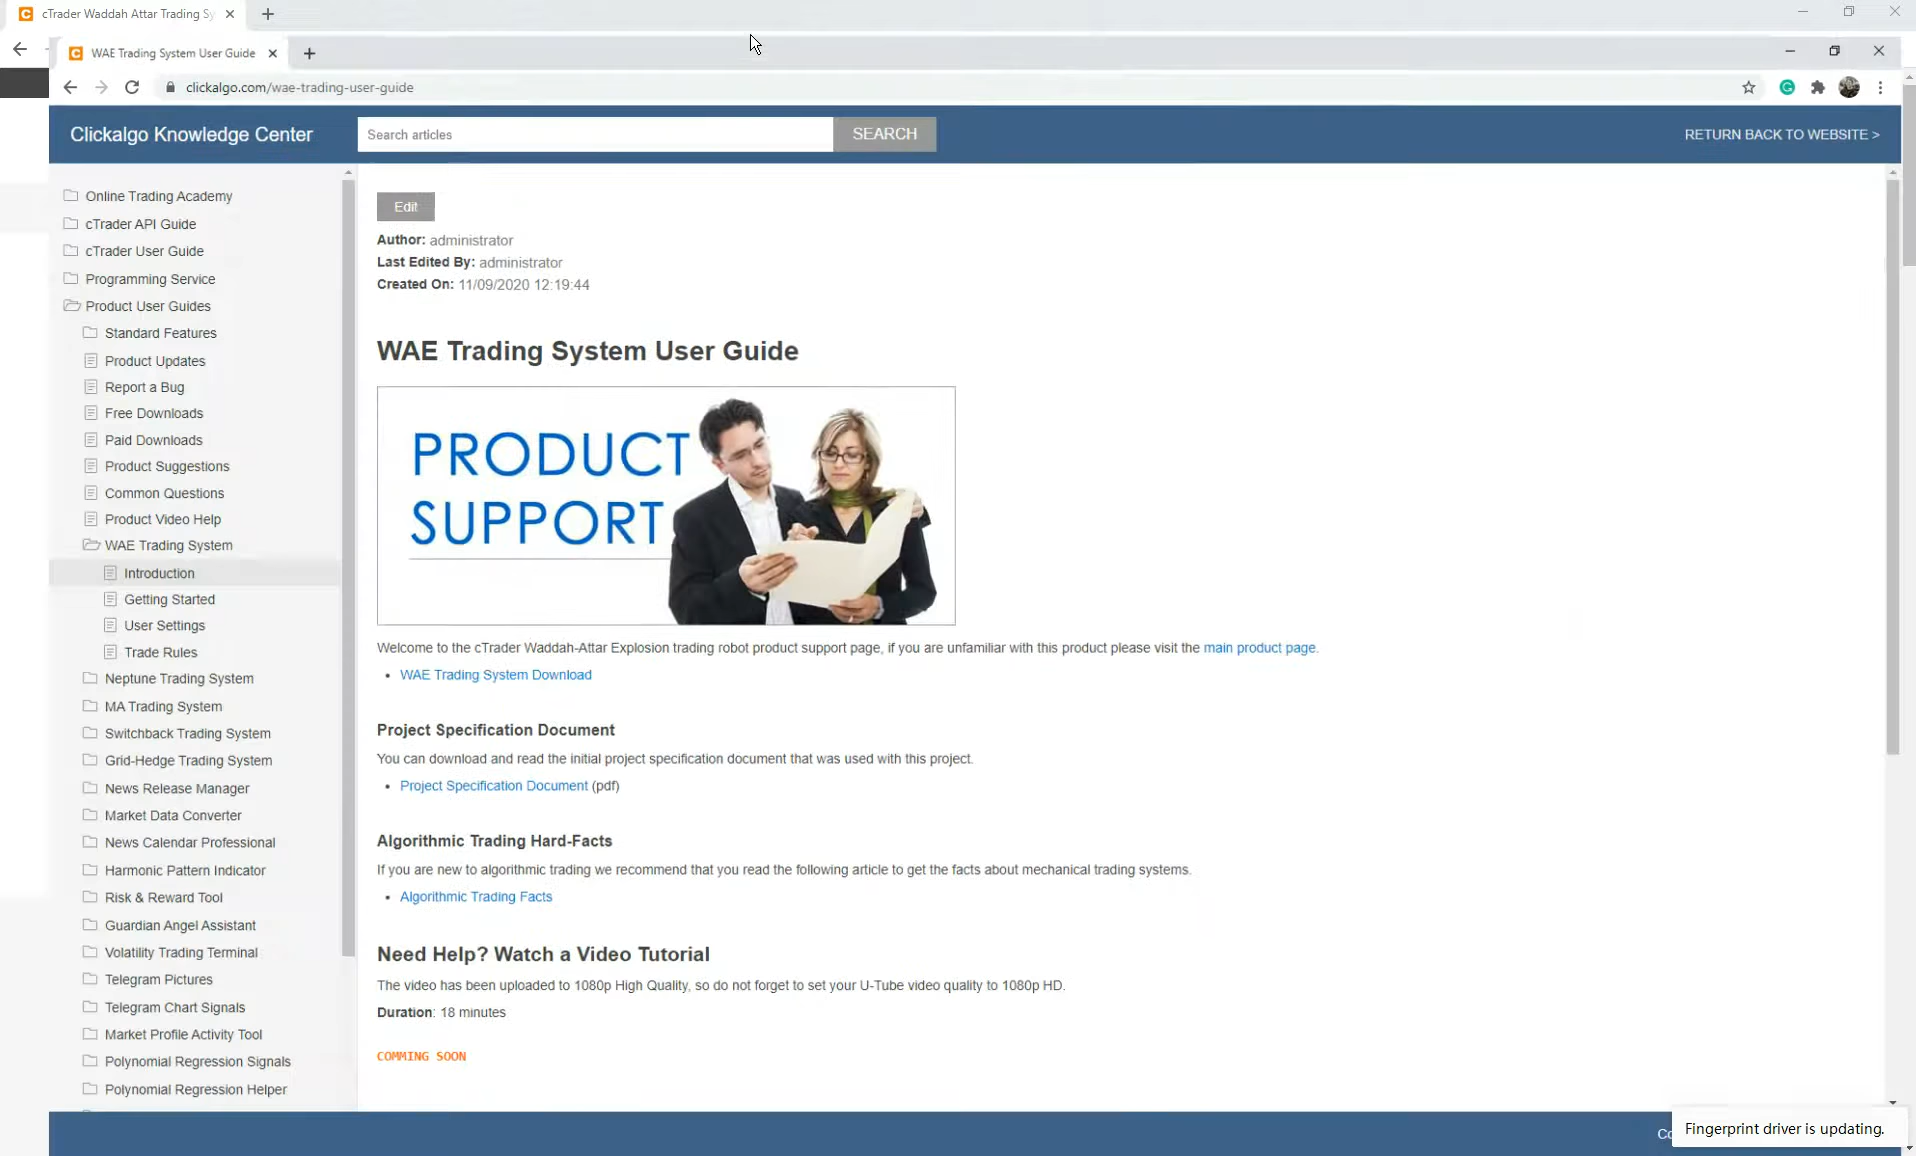 cTrader Waddah Attar Trading Sy
WAE Trading System User Guide
clickalgo.com/wae-trading-user-guide
Clickalgo Knowledge Center
Search articles
SEARCH
RETURN BACK TO WEBSITE >
Online Trading Academy
cTrader API Guide
cTrader User Guide
Programming Service
Product User Guides
Standard Features
Product Updates
Report a Bug
Free Downloads
Paid Downloads
Product Suggestions
Common Questions
Product Video Help
WAE Trading System
Introduction
Getting Started
User Settings
Trade Rules
Neptune Trading System
MA Trading System
Switchback Trading System
Grid-Hedge Trading System
News Release Manager
Market Data Converter
News Calendar Professional
Harmonic Pattern Indicator
Risk & Reward Tool
Guardian Angel Assistant
Volatility Trading Terminal
Telegram Pictures
Telegram Chart Signals
Market Profile Activity Tool
Polynomial Regression Signals
Polynomial Regression Helper
Edit
Author: administrator
Last Edited By: administrator
Created On: 11/09/2020 12:19:44
WAE Trading System User Guide
PRODUCT
SUPPORT
Welcome to the cTrader Waddah-Attar Explosion trading robot product support page, if you are unfamiliar with this product please visit the main product page.
• WAE Trading System Download
Project Specification Document
You can download and read the initial project specification document that was used with this project.
• Project Specification Document (pdf)
Algorithmic Trading Hard-Facts
If you are new to algorithmic trading we recommend that you read the following article to get the facts about mechanical trading systems.
• Algorithmic Trading Facts
Need Help? Watch a Video Tutorial
The video has been uploaded to 1080p High Quality, so do not forget to set your U-Tube video quality to 1080p HD.
Duration: 18 minutes
COMMING SOON
Fingerprint driver is updating.